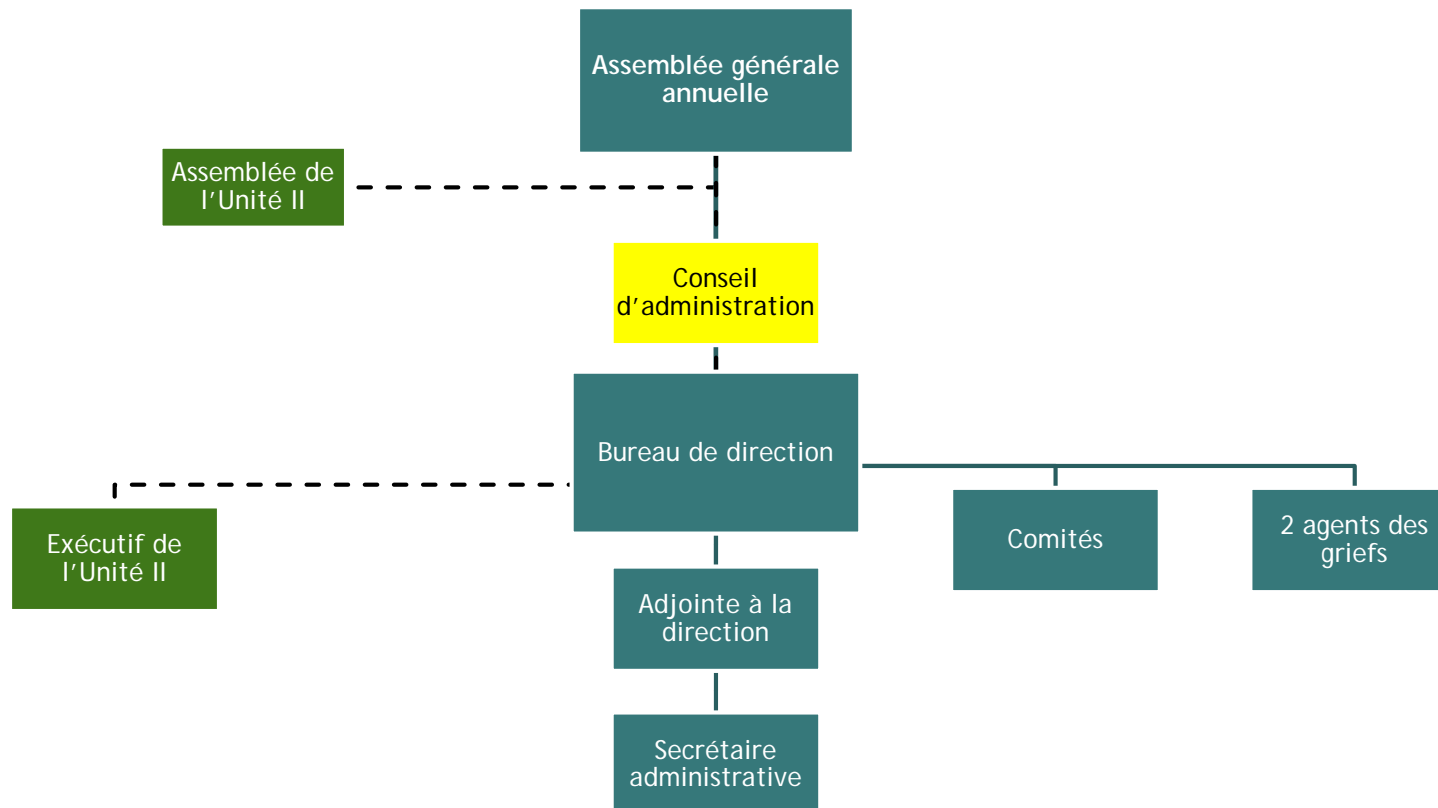 Assemblée générale
annuelle
Assemblée de
l’Unité II
Conseil
d’administration
Bureau de direction
Exécutif de
l’Unité II
Comités
2 agents des
griefs
Adjointe à la
direction
Secrétaire
administrative